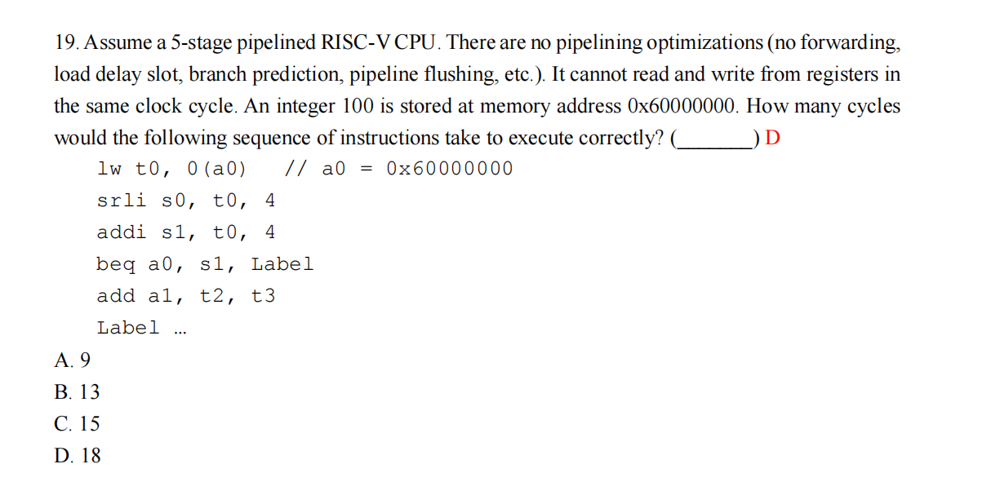 19. Assume a 5-stage pipelined RISC-V CPU. There are no pipelining optimizations (no forwarding,
load delay slot, branch prediction, pipeline flushing, etc.). It cannot read and write from registers in
the same clock cycle. An integer 100 is stored at memory address 0x60000000. How many cycles
would the following sequence of instructions take to execute correctly? (_______) D
lw t0, 0(a0)   // a0 = 0x60000000
srli s0, t0, 4
addi s1, t0, 4
beq a0, s1, Label
add a1, t2, t3
Label …
A. 9
B. 13
C. 15
D. 18